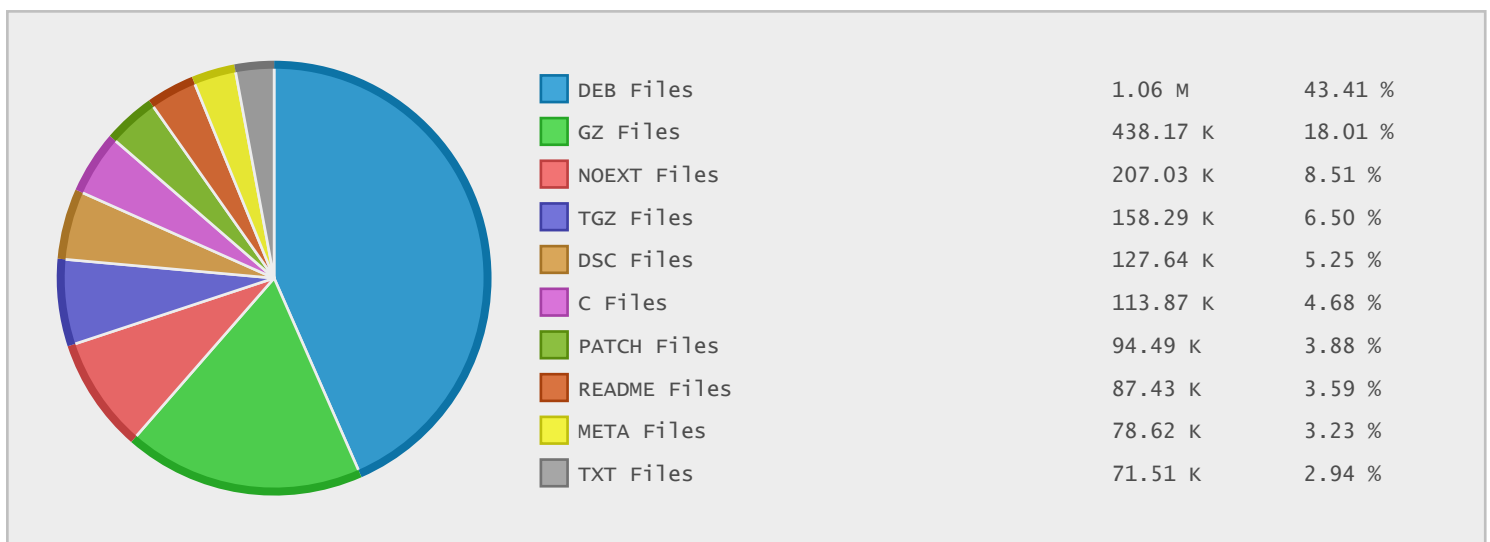 DEB Files 1.06 M 43.41 %
GZ Files 438.17 K 18.01 %
NOEXT Files 207.03 K 8.51 %
TGZ Files 158.29 K 6.50 %
DSC Files 127.64 K 5.25 %
C Files 113.87 K 4.68 %
PATCH Files 94.49 K 3.88 %
README Files 87.43 K 3.59 %
META Files 78.62 K 3.23 %
TXT Files 71.51 K 2.94 %